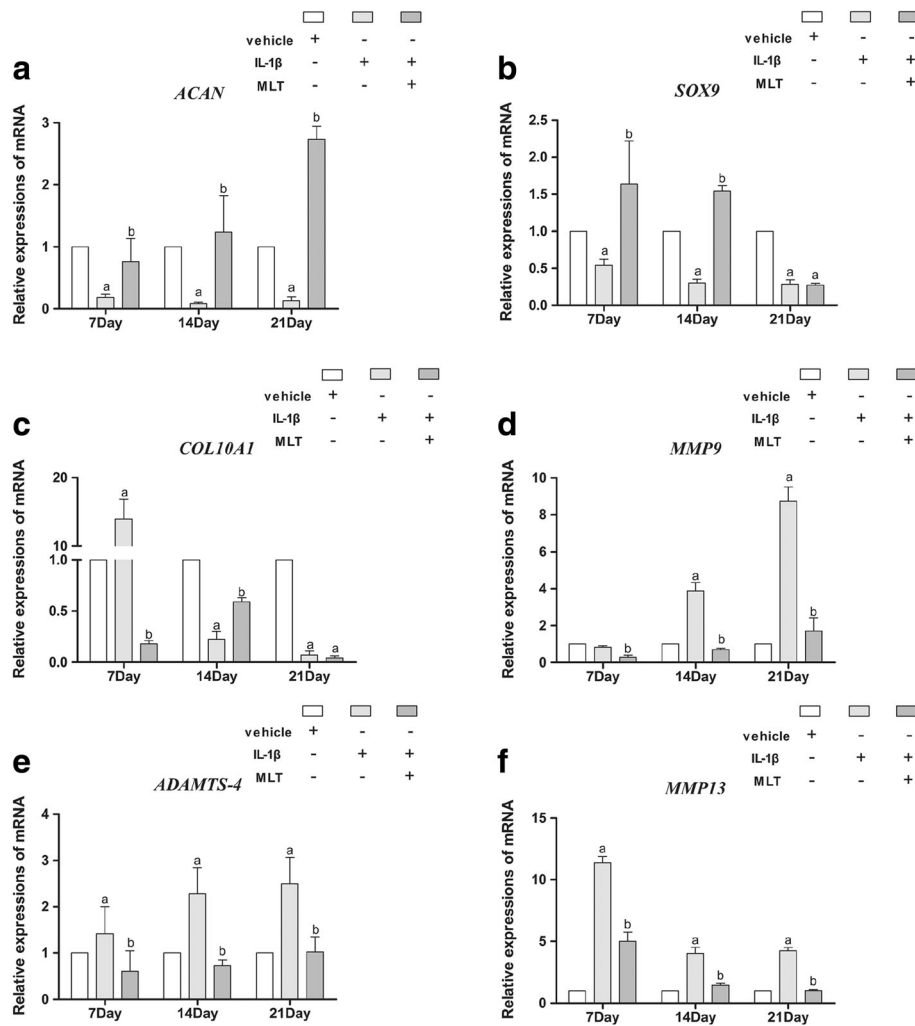 a
vehicle + - -
IL-1β - + +
MLT - - +
ACAN
Relative expressions of mRNA
3
2
1
0
a b a b a b
7Day 14Day 21Day
b
vehicle + - -
IL-1β - + +
MLT - - +
SOX9
Relative expressions of mRNA
2.5
2.0
1.5
1.0
0.5
0.0
a b a b a a
7Day 14Day 21Day
c
vehicle + - -
IL-1β - + +
MLT - - +
COL10A1
Relative expressions of mRNA
20
10
1.0
0.5
0.0
a b a b a a
7Day 14Day 21Day
d
vehicle + - -
IL-1β - + +
MLT - - +
MMP9
Relative expressions of mRNA
10
8
6
4
2
0
b a b a b
7Day 14Day 21Day
e
vehicle + - -
IL-1β - + +
MLT - - +
ADAMTS-4
Relative expressions of mRNA
4
3
2
1
0
a b a b a b
7Day 14Day 21Day
f
vehicle + - -
IL-1β - + +
MLT - - +
MMP13
Relative expressions of mRNA
15
10
5
0
a b a b a b
7Day 14Day 21Day